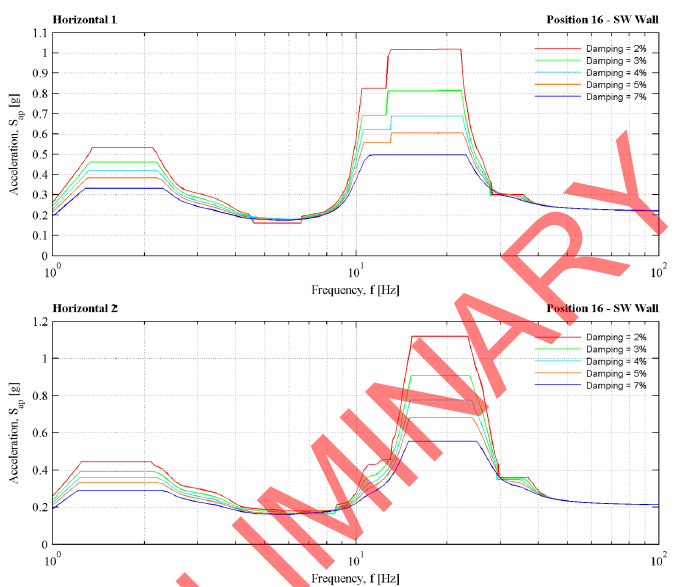 Horizontal 1 Position 16 - SW Wall
1.1
1
0.9
0.8
0.7
0.6
0.5
0.4
0.3
0.2
0.1
0
Acceleration, S_ap [g]
Damping = 2%
Damping = 3%
Damping = 4%
Damping = 5%
Damping = 7%
10^0 10^1 10^2
Frequency, f [Hz]
Horizontal 2 Position 16 - SW Wall
1.2
1
0.8
0.6
0.4
0.2
0
Acceleration, S_ap [g]
Damping = 2%
Damping = 3%
Damping = 4%
Damping = 5%
Damping = 7%
10^0 10^1 10^2
Frequency, f [Hz]
LIMINARY